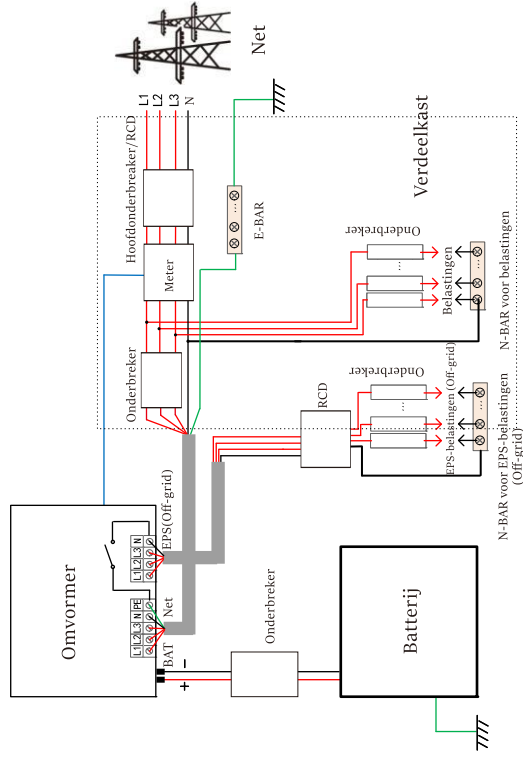 Net
L1
L2
L3
N
Hoofdonderbreaker/RCD
Verdeelkast
...
E-BAR
Meter
Onderbreker
Onderbreker
...
Belastingen
...
N-BAR voor belastingen
RCD
Onderbreker
...
EPS-belastingen (Off-grid)
...
N-BAR voor EPS-belastingen
(Off-grid)
Omvormer
L1 L2 L3 N PE
L1 L2 L3 N
BAT
Net
EPS(Off-grid)
+ −
Onderbreker
Batterij